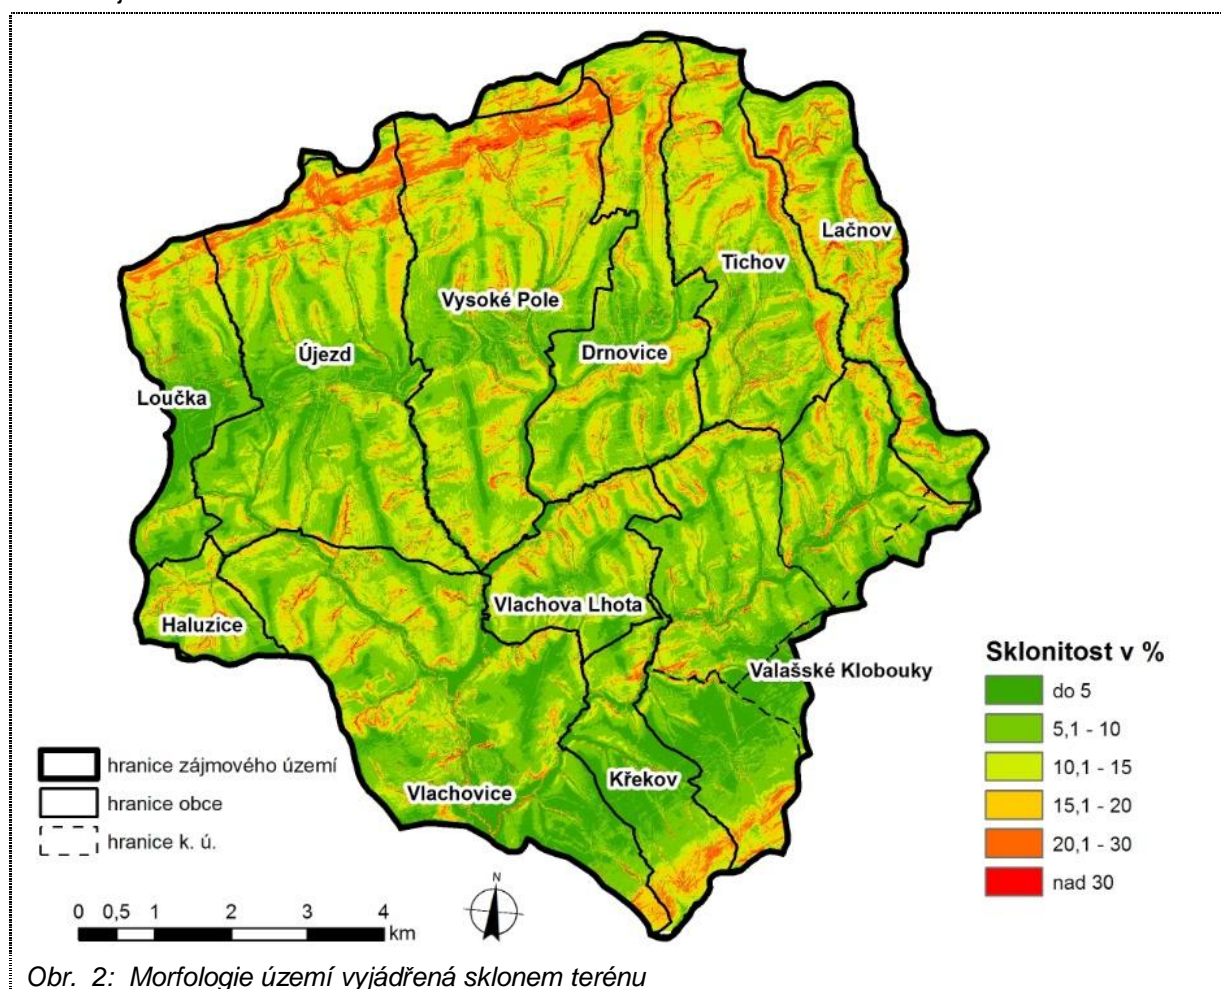 Lačnov
Tichov
Vysoké Pole
Drnovice
Újezd
Loučka
Vlachova Lhota
Haluzice
Valašské Klobouky
Křekov
Vlachovice
Sklonitost v %
do 5
5,1 - 10
10,1 - 15
15,1 - 20
20,1 - 30
nad 30
hranice zájmového území
hranice obce
hranice k. ú.
N
0 0,5 1 2 3 4
km
Obr. 2: Morfologie území vyjádřená sklonem terénu